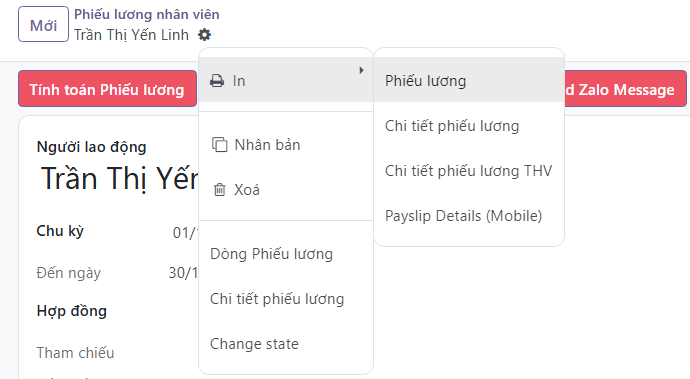 Mới
Phiếu lương nhân viên
Trần Thị Yến Linh
Tính toán Phiếu lương
In
Phiếu lương
Zalo Message
Chi tiết phiếu lương
Người lao động
Nhân bản
Trần Thị Yến
Chi tiết phiếu lương THV
Xoá
Payslip Details (Mobile)
Chu kỳ
01/1
Dòng Phiếu lương
Đến ngày
30/1
Chi tiết phiếu lương
Hợp đồng
Change state
Tham chiếu